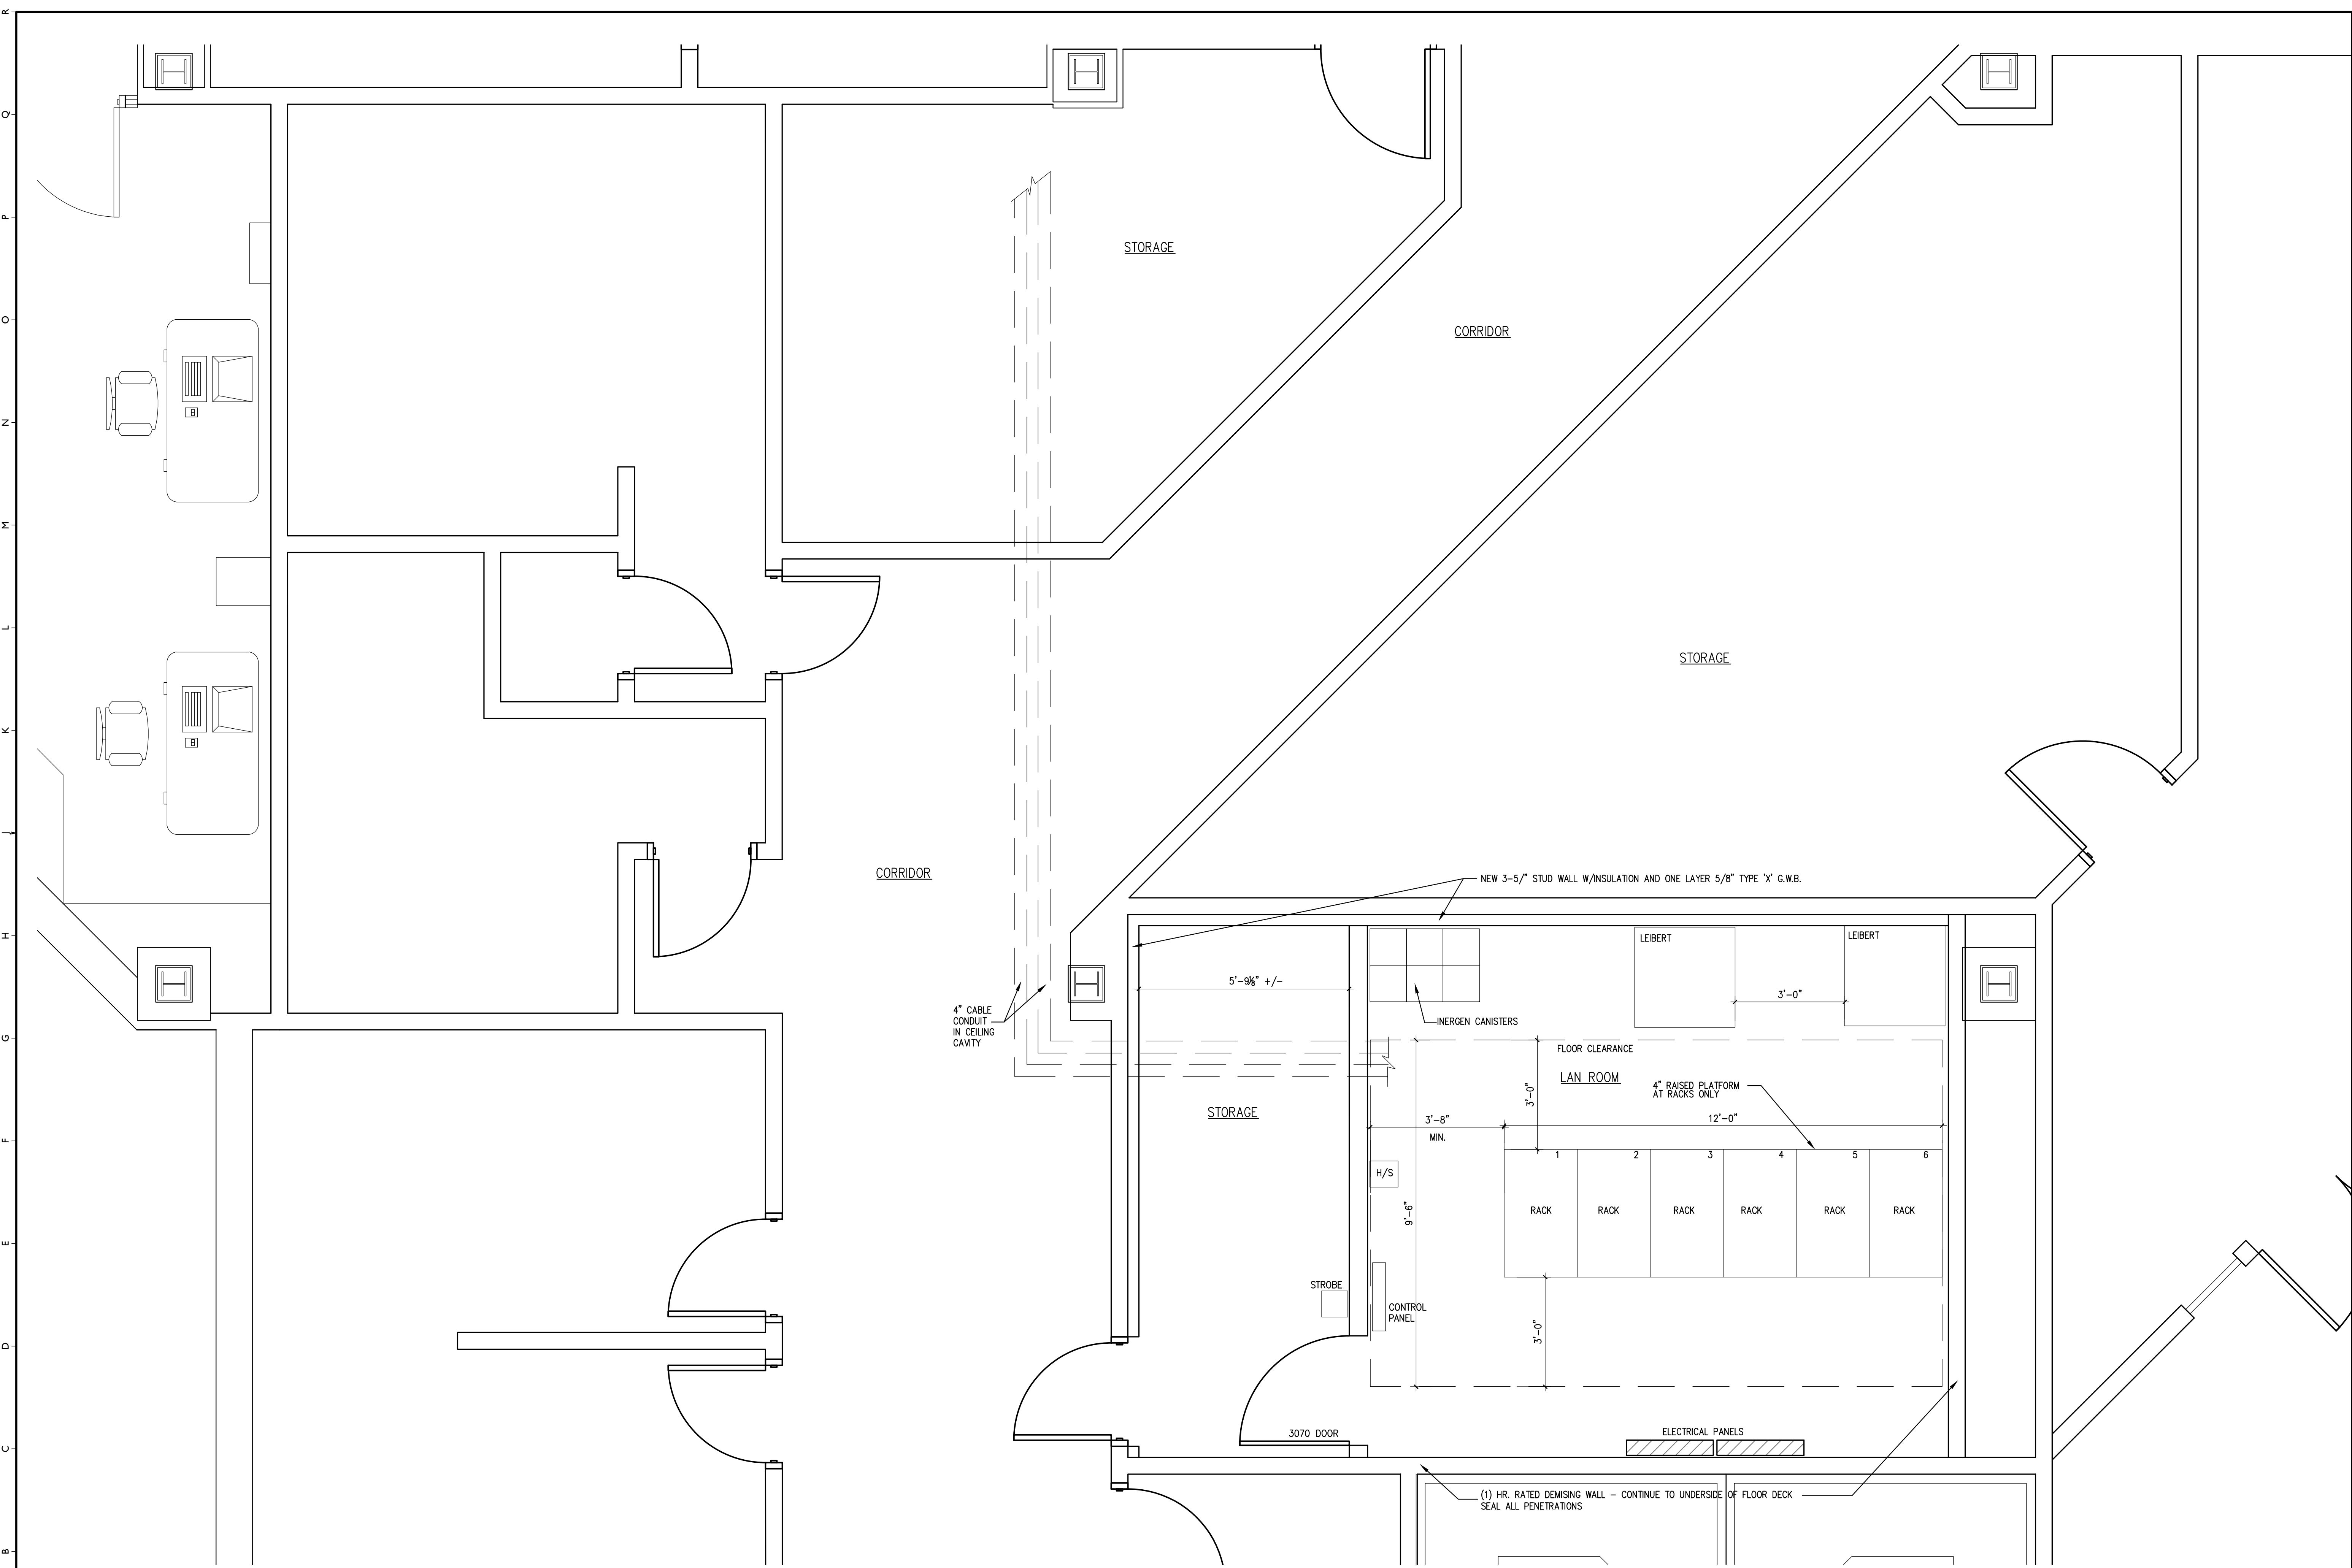 R
Q
P
O
N
M
L
K
J
H
G
F
E
D
C
B
STORAGE
CORRIDOR
STORAGE
CORRIDOR
NEW 3-5/" STUD WALL W/INSULATION AND ONE LAYER 5/8" TYPE 'X' G.W.B.
LEIBERT
LEIBERT
5'-9⅛" +/-
3'-0"
4" CABLE
CONDUIT
IN CEILING
CAVITY
INERGEN CANISTERS
FLOOR CLEARANCE
LAN ROOM
4" RAISED PLATFORM
AT RACKS ONLY
3'-0"
STORAGE
3'-8"
MIN.
12'-0"
1 2 3 4 5 6
H/S
RACK RACK RACK RACK RACK RACK
9'-6"
STROBE
CONTROL
PANEL
3'-0"
3070 DOOR
ELECTRICAL PANELS
(1) HR. RATED DEMISING WALL - CONTINUE TO UNDERSIDE OF FLOOR DECK
SEAL ALL PENETRATIONS